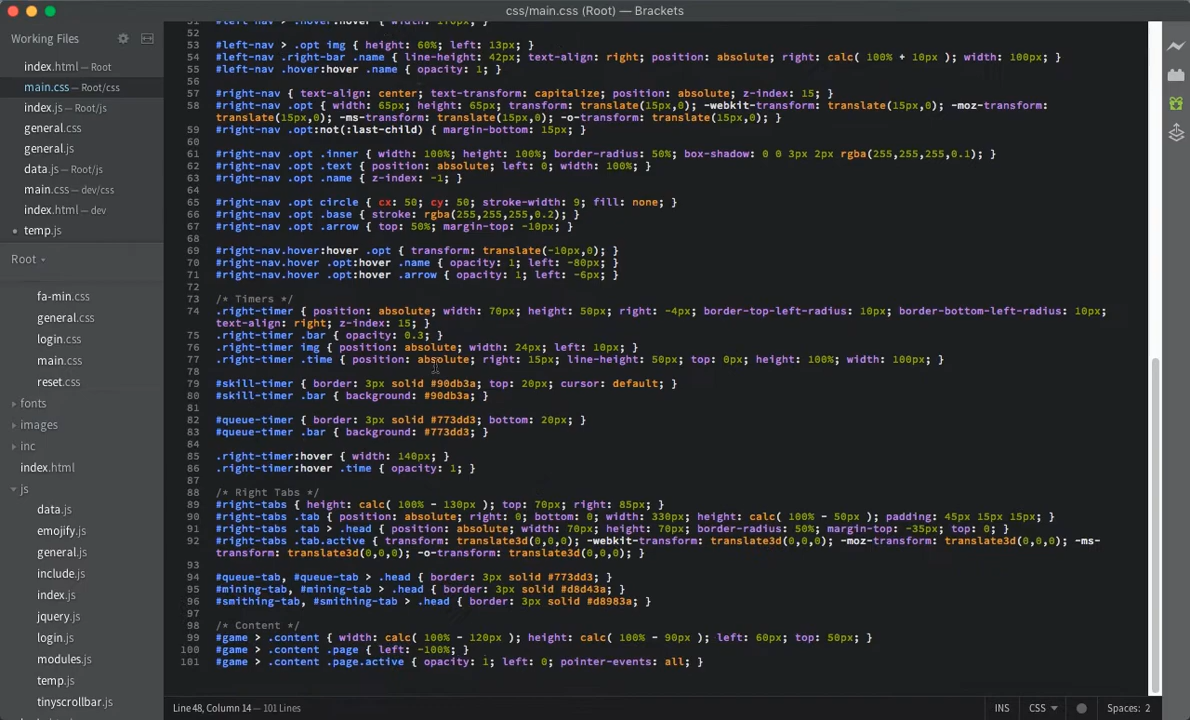 css/main.css (Root) — Brackets
Working Files
index.html — Root
main.css — Root/css
index.js — Root/js
general.css
general.js
data.js — Root/js
main.css — dev/css
index.html — dev
temp.js
Root
fa-min.css
general.css
login.css
main.css
reset.css
fonts
images
inc
index.html
js
data.js
emojify.js
general.js
include.js
index.js
jquery.js
login.js
modules.js
temp.js
tinyscrollbar.js
51 #left-nav > .hover:hover { width: 170px; }
52
53 #left-nav > .opt img { height: 60%; left: 13px; }
54 #left-nav .right-bar .name { line-height: 42px; text-align: right; position: absolute; right: calc( 100% + 10px ); width: 100px; }
55 #left-nav .hover:hover .name { opacity: 1; }
56
57 #right-nav { text-align: center; text-transform: capitalize; position: absolute; z-index: 15; }
58 #right-nav .opt { width: 65px; height: 65px; transform: translate(15px,0); -webkit-transform: translate(15px,0); -moz-transform:
translate(15px,0); -ms-transform: translate(15px,0); -o-transform: translate(15px,0); }
59 #right-nav .opt:not(:last-child) { margin-bottom: 15px; }
60
61 #right-nav .opt .inner { width: 100%; height: 100%; border-radius: 50%; box-shadow: 0 0 3px 2px rgba(255,255,255,0.1); }
62 #right-nav .opt .text { position: absolute; left: 0; width: 100%; }
63 #right-nav .opt .name { z-index: -1; }
64
65 #right-nav .opt circle { cx: 50; cy: 50; stroke-width: 9; fill: none; }
66 #right-nav .opt .base { stroke: rgba(255,255,255,0.2); }
67 #right-nav .opt .arrow { top: 50%; margin-top: -10px; }
68
69 #right-nav.hover:hover .opt { transform: translate(-10px,0); }
70 #right-nav.hover .opt:hover .name { opacity: 1; left: -80px; }
71 #right-nav.hover .opt:hover .arrow { opacity: 1; left: -6px; }
72
73 /* Timers */
74 .right-timer { position: absolute; width: 70px; height: 50px; right: -4px; border-top-left-radius: 10px; border-bottom-left-radius: 10px;
text-align: right; z-index: 15; }
75 .right-timer .bar { opacity: 0.3; }
76 .right-timer img { position: absolute; width: 24px; left: 10px; }
77 .right-timer .time { position: absolute; right: 15px; line-height: 50px; top: 0px; height: 100%; width: 100px; }
78
79 #skill-timer { border: 3px solid #90db3a; top: 20px; cursor: default; }
80 #skill-timer .bar { background: #90db3a; }
81
82 #queue-timer { border: 3px solid #773dd3; bottom: 20px; }
83 #queue-timer .bar { background: #773dd3; }
84
85 .right-timer:hover { width: 140px; }
86 .right-timer:hover .time { opacity: 1; }
87
88 /* Right Tabs */
89 #right-tabs { height: calc( 100% - 130px ); top: 70px; right: 85px; }
90 #right-tabs .tab { position: absolute; right: 0; bottom: 0; width: 330px; height: calc( 100% - 50px ); padding: 45px 15px 15px; }
91 #right-tabs .tab > .head { position: absolute; width: 70px; height: 70px; border-radius: 50%; margin-top: -35px; top: 0; }
92 #right-tabs .tab.active { transform: translate3d(0,0,0); -webkit-transform: translate3d(0,0,0); -moz-transform: translate3d(0,0,0); -ms-
transform: translate3d(0,0,0); -o-transform: translate3d(0,0,0); }
93
94 #queue-tab, #queue-tab > .head { border: 3px solid #773dd3; }
95 #mining-tab, #mining-tab > .head { border: 3px solid #d8d43a; }
96 #smithing-tab, #smithing-tab > .head { border: 3px solid #d8983a; }
97
98 /* Content */
99 #game > .content { width: calc( 100% - 120px ); height: calc( 100% - 90px ); left: 60px; top: 50px; }
100 #game > .content .page { left: -100%; }
101 #game > .content .page.active { opacity: 1; left: 0; pointer-events: all; }
Line 48, Column 14 — 101 Lines
INS
CSS
Spaces: 2